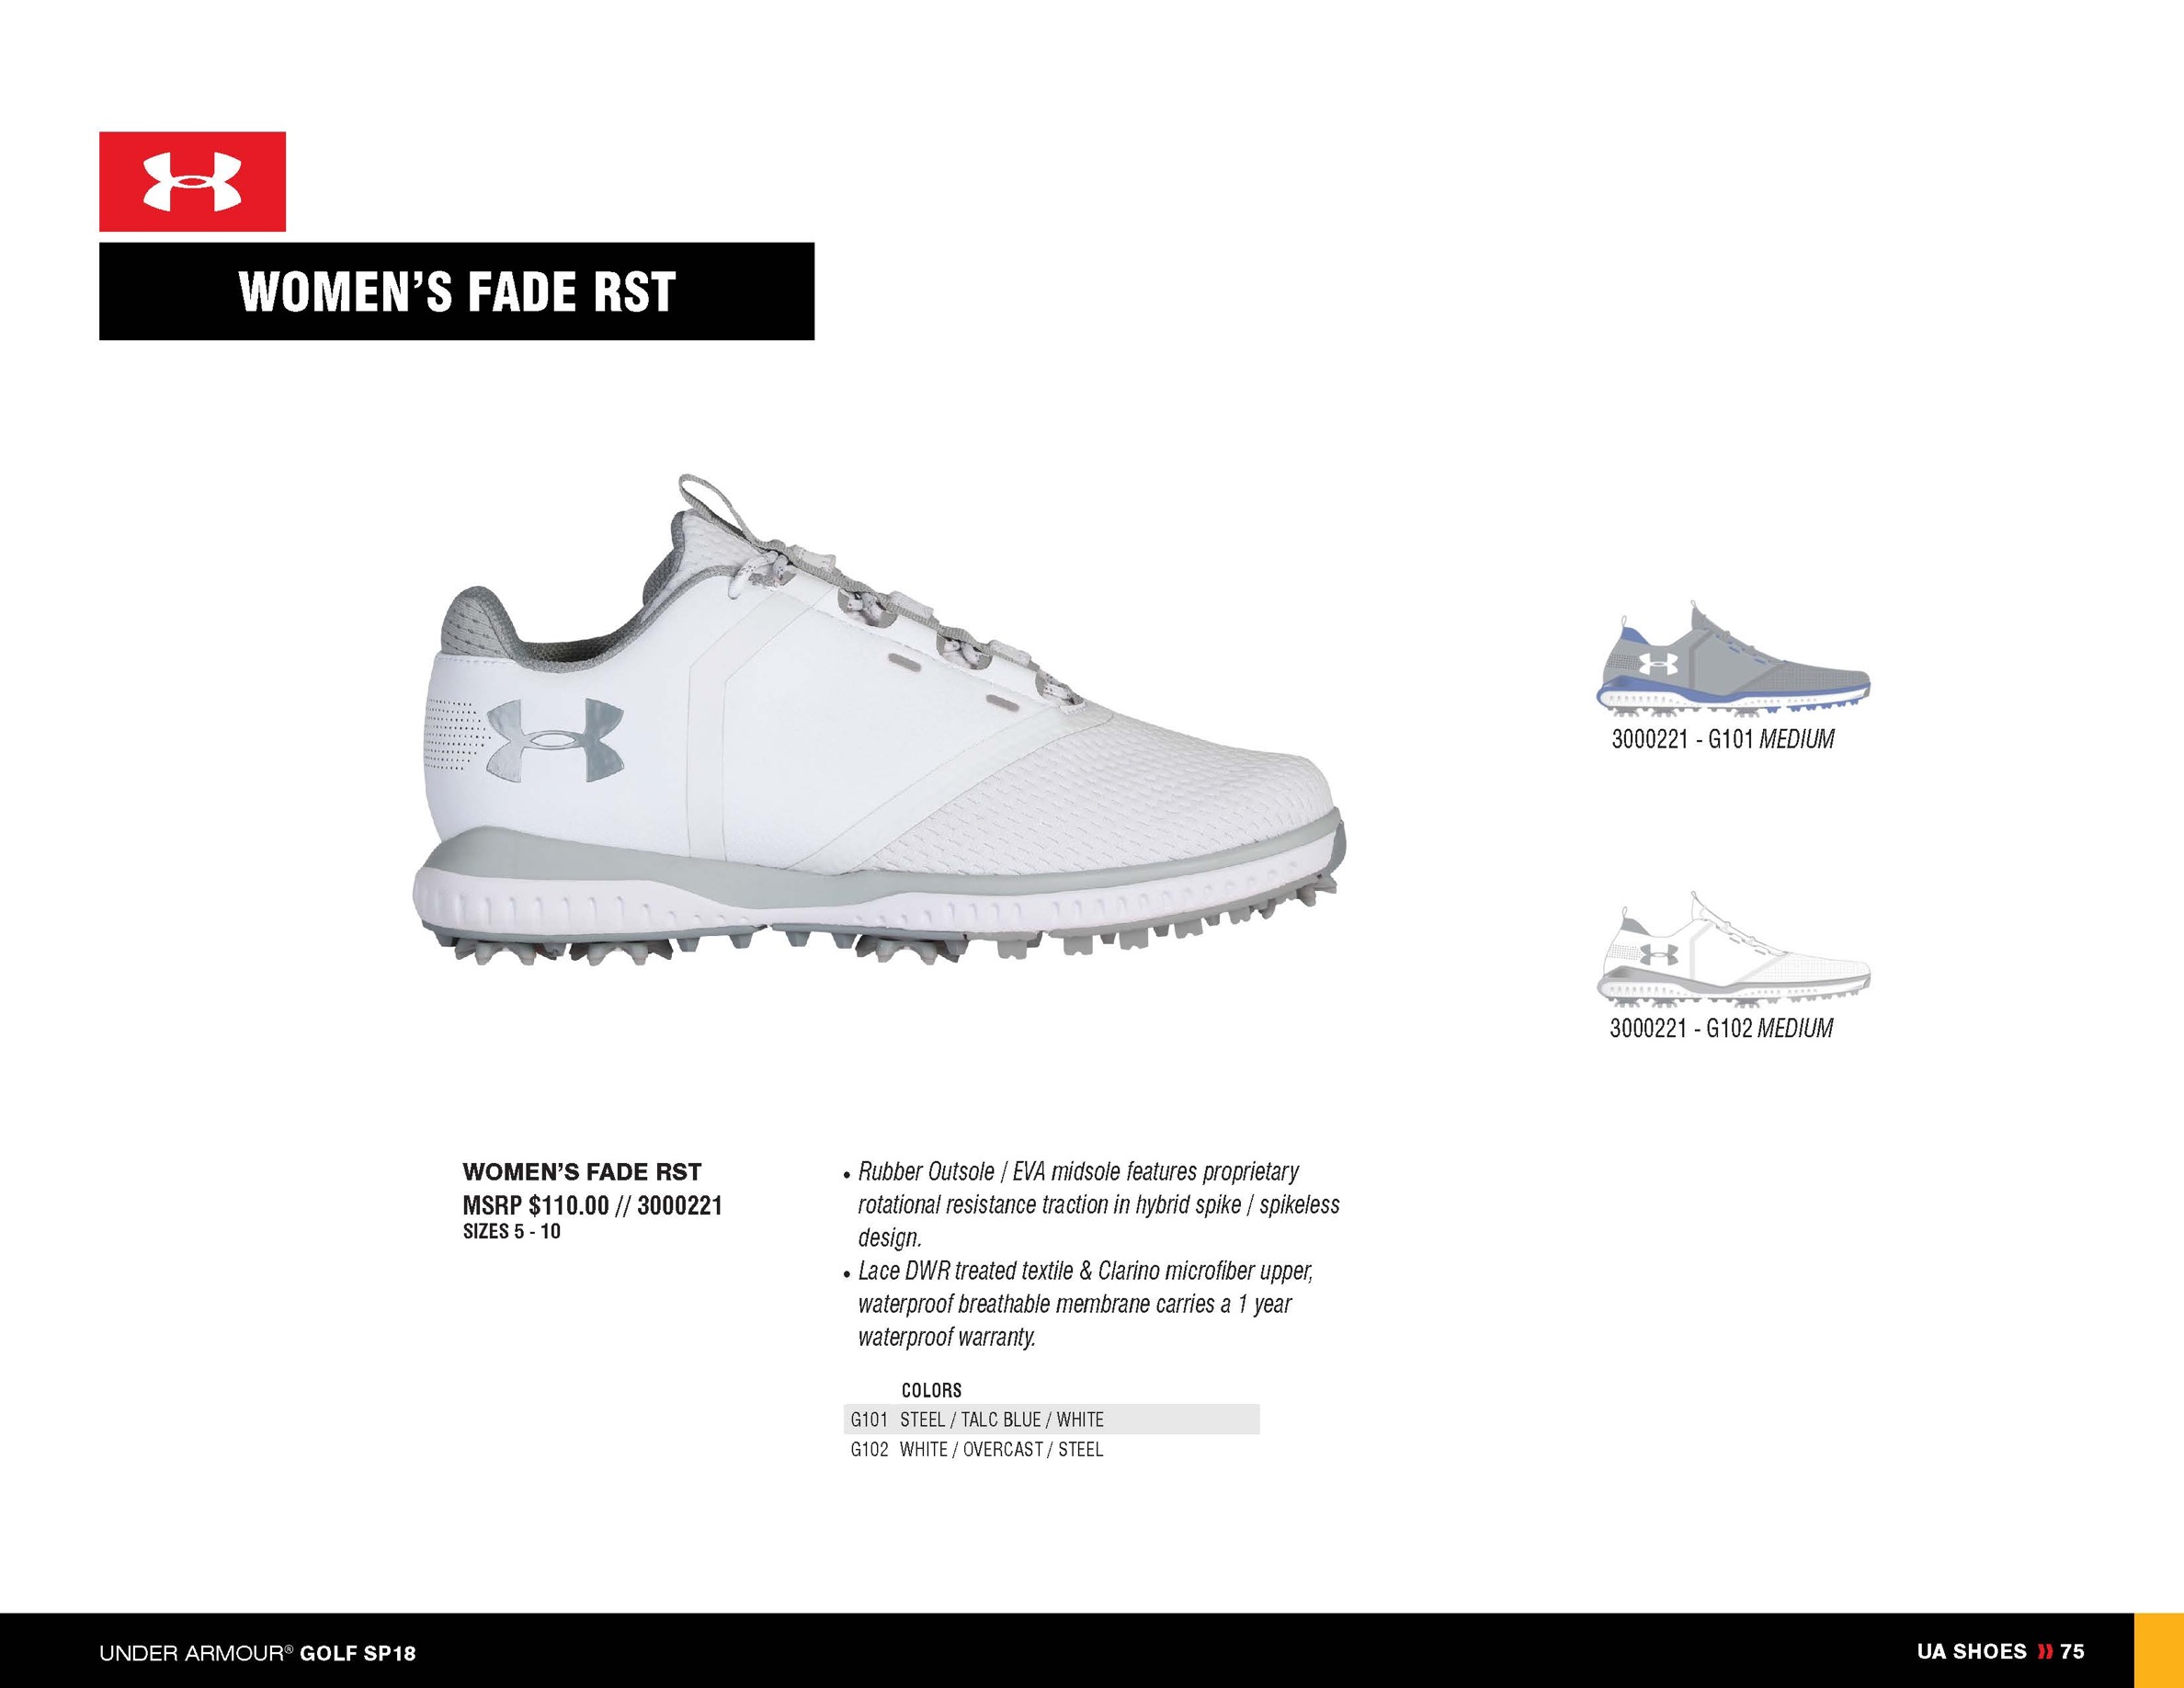 WOMEN'S FADE RST
3000221 - G101 MEDIUM
3000221 - G102 MEDIUM
WOMEN'S FADE RST
MSRP $110.00 // 3000221
SIZES 5 - 10
• Rubber Outsole / EVA midsole features proprietary
rotational resistance traction in hybrid spike / spikeless
design.
• Lace DWR treated textile & Clarino microfiber upper,
waterproof breathable membrane carries a 1 year
waterproof warranty.
COLORS
G101 STEEL / TALC BLUE / WHITE
G102 WHITE / OVERCAST / STEEL
UNDER ARMOUR® GOLF SP18
UA SHOES 75